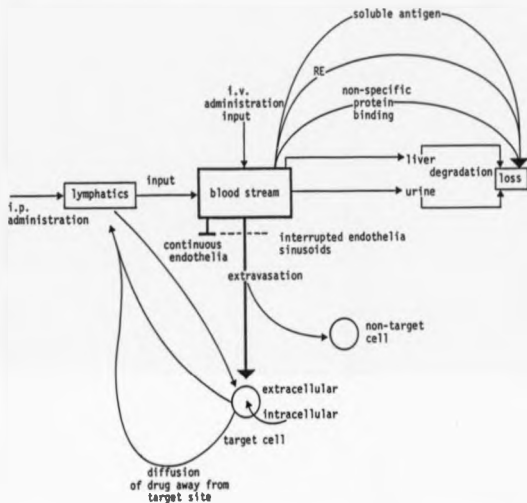 soluble antigen
RE
i.v.
administration
input
non-specific
protein
binding
liver
degradation
loss
input
lymphatics
blood stream
urine
i.p.
administration
continuous
endothelia
interrupted endothelia
sinusoids
extravasation
non-target
cell
extracellular
intracellular
target cell
diffusion
of drug away from
target site